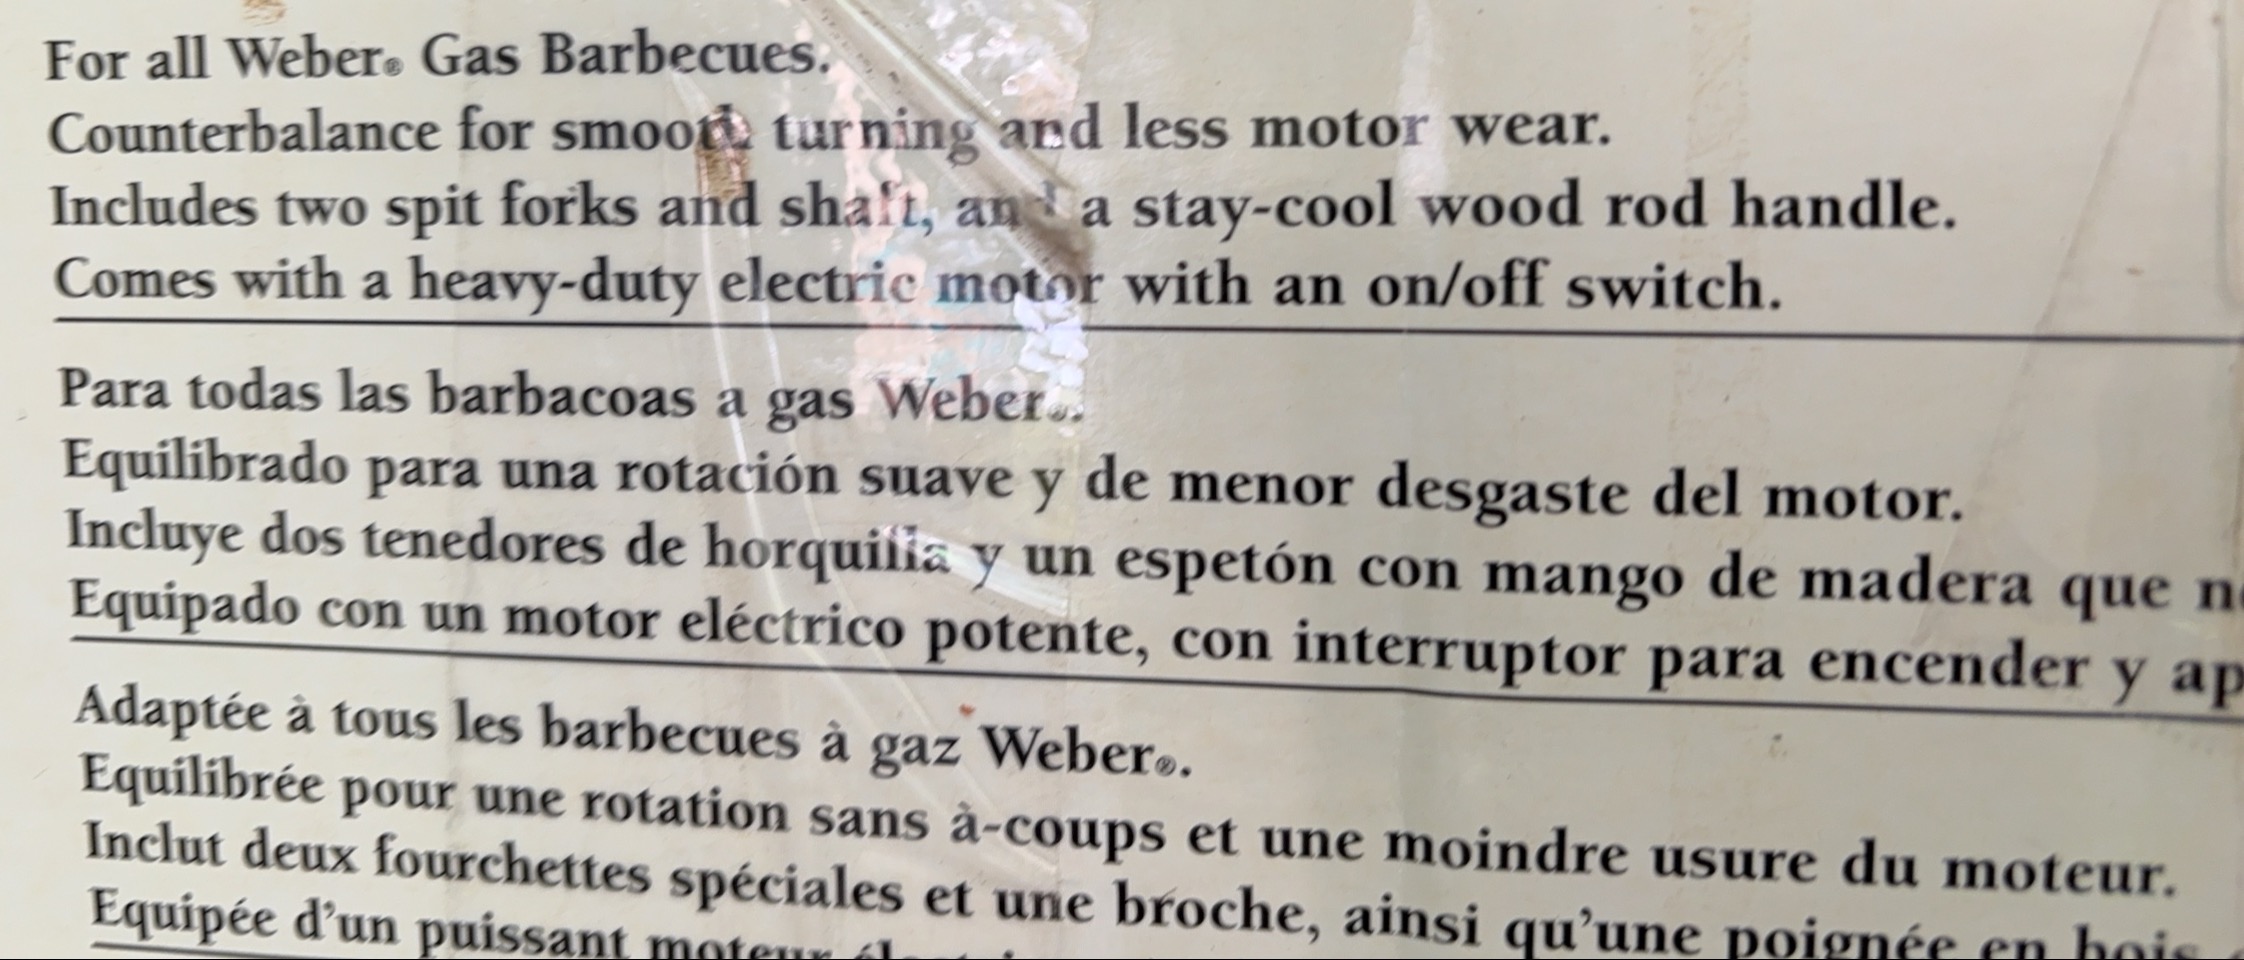 For all Weber® Gas Barbecues.
Counterbalance for smooth turning and less motor wear.
Includes two spit forks and shaft, and a stay-cool wood rod handle.
Comes with a heavy-duty electric motor with an on/off switch.
Para todas las barbacoas a gas Weber®.
Equilibrado para una rotación suave y de menor desgaste del motor.
Incluye dos tenedores de horquilla y un espetón con mango de madera que
Equipado con un motor eléctrico potente, con interruptor para encender y
Adaptée à tous les barbecues à gaz Weber®.
Equilibrée pour une rotation sans à-coups et une moindre usure du moteur.
Inclut deux fourchettes spéciales et une broche, ainsi qu'une poignée en bois
Equipée d'un puissant moteur